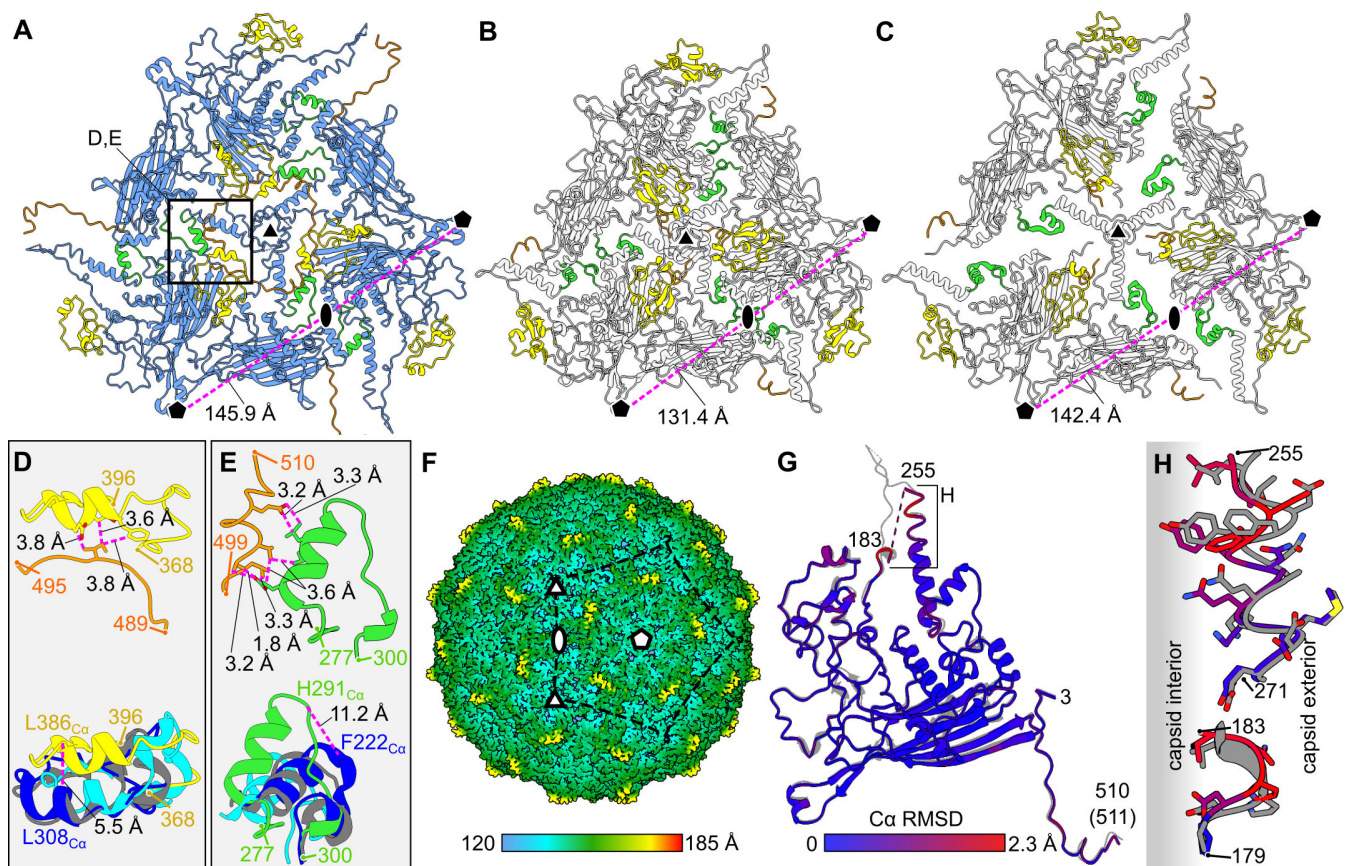 A
B
C
D,E
145.9 Å
131.4 Å
142.4 Å
D
396
3.6 Å
3.8 Å
368
495
3.8 Å
489
L386Cα
396
368
5.5 Å
L308Cα
E
510
3.2 Å
3.3 Å
499
3.6 Å
3.3 Å
1.8 Å
3.2 Å
277
300
H291Cα
11.2 Å
F222Cα
277
300
F
120
185 Å
G
255
H
183
3
510
(511)
Cα RMSD
0
2.3 Å
H
255
271
183
179
capsid interior
capsid exterior